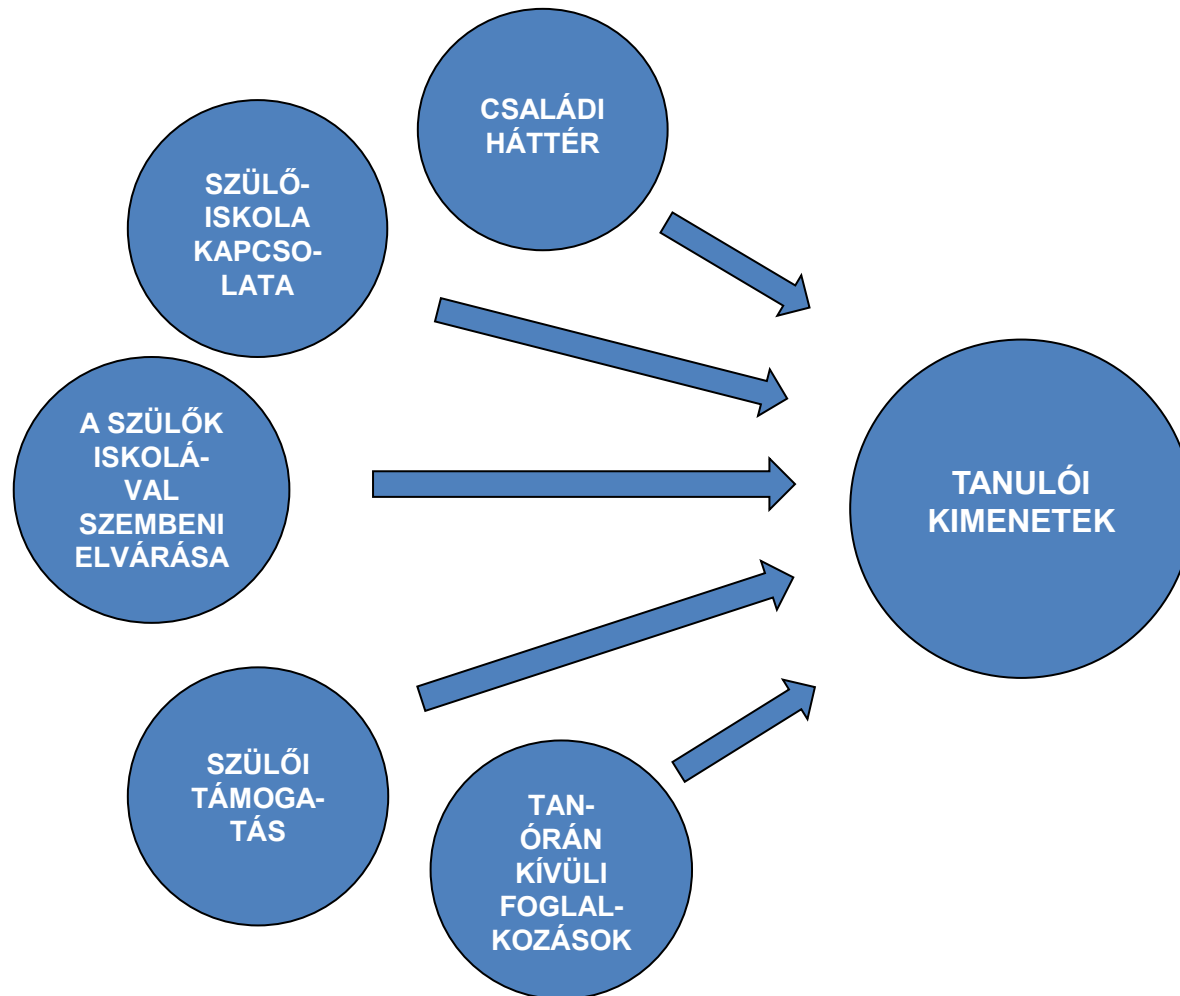 CSALÁDI
HÁTTÉR
SZÜLŐ-
ISKOLA
KAPCSO-
LATA
A SZÜLŐK
ISKOLÁ-
VAL
SZEMBENI
ELVÁRÁSA
SZÜLŐI
TÁMOGA-
TÁS
TAN-
ÓRÁN
KÍVÜLI
FOGLAL-
KOZÁSOK
TANULÓI
KIMENETEK